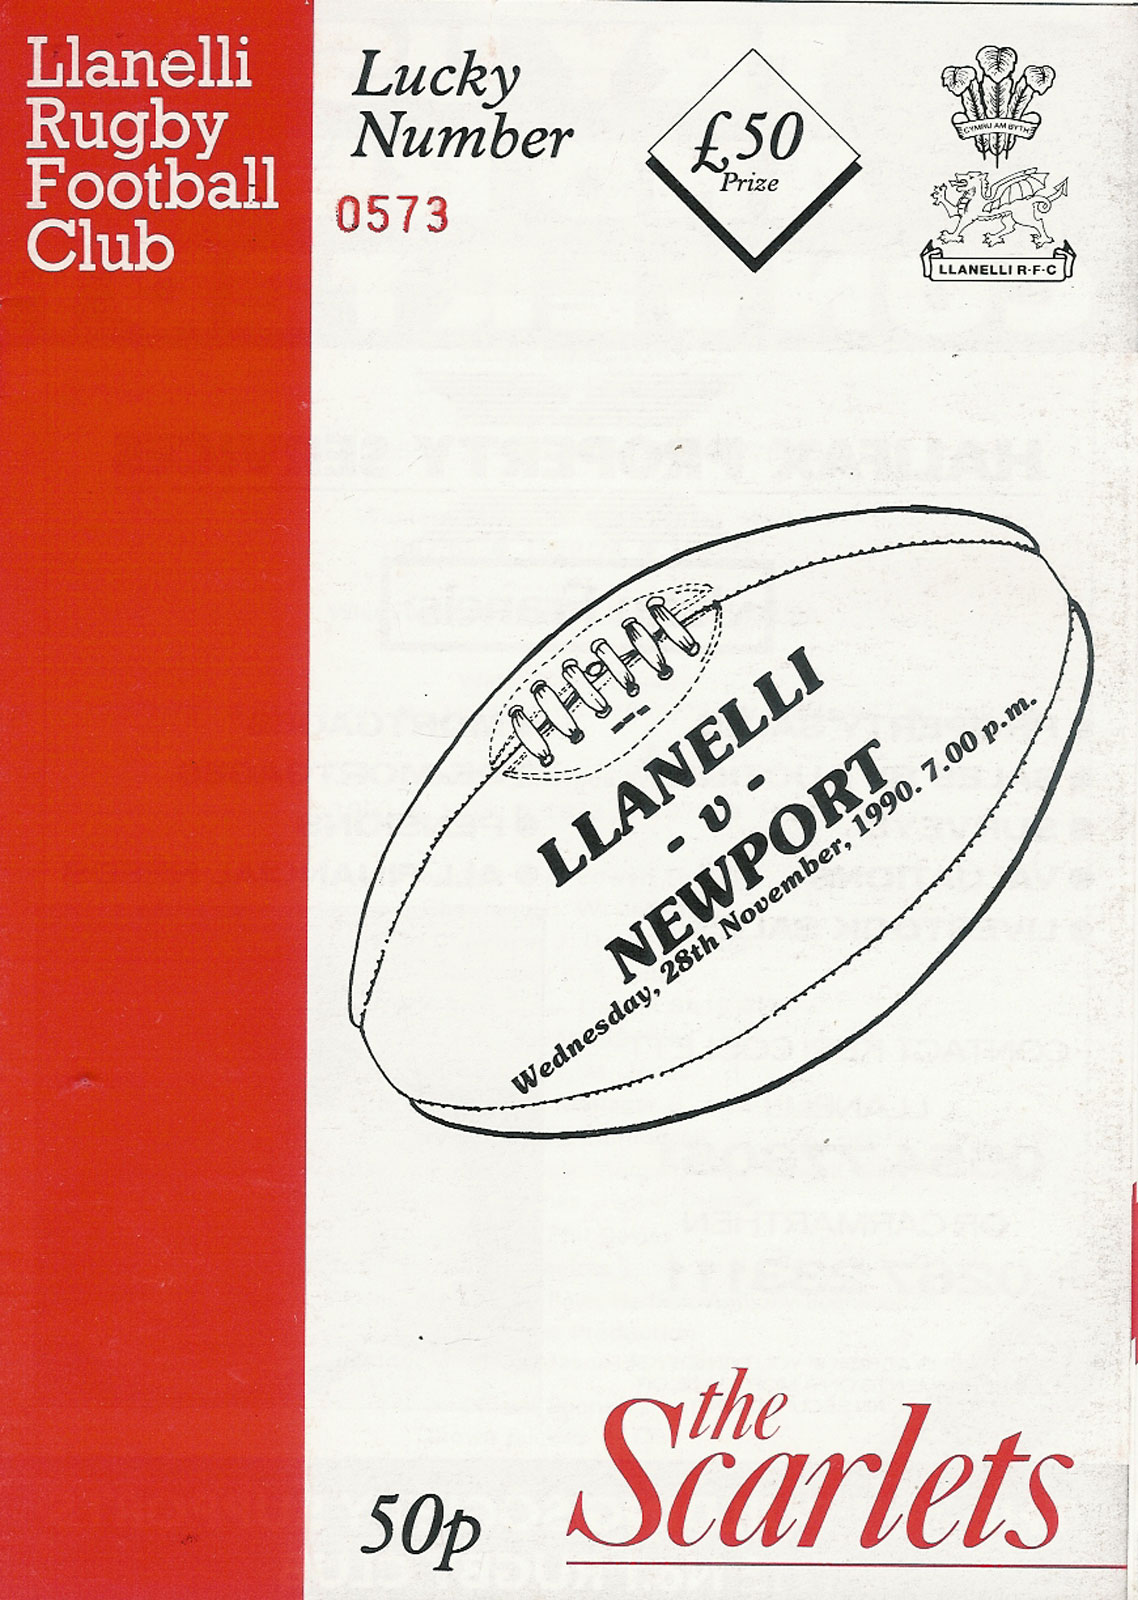 Llanelli
Rugby
Football
Club
Lucky
Number
0573
£50
Prize
CYMRU AM BYTH
LLANELLI R·F·C
LLANELLI
- v -
NEWPORT
Wednesday, 28th November, 1990. 7.00 p.m.
the
Scarlets
50p